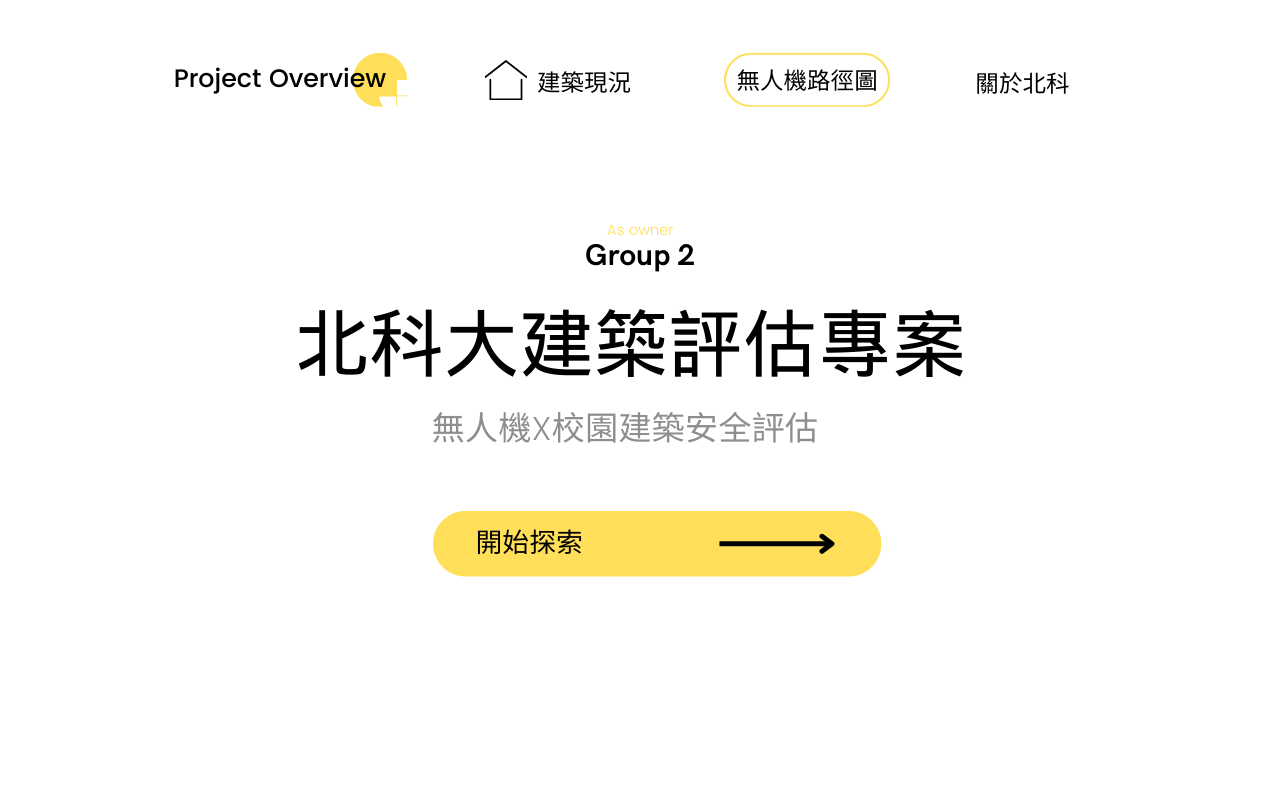 Project Overview
建築現況
無人機路徑圖
關於北科
As owner
Group 2
北科大建築評估專案
無人機X校園建築安全評估
開始探索